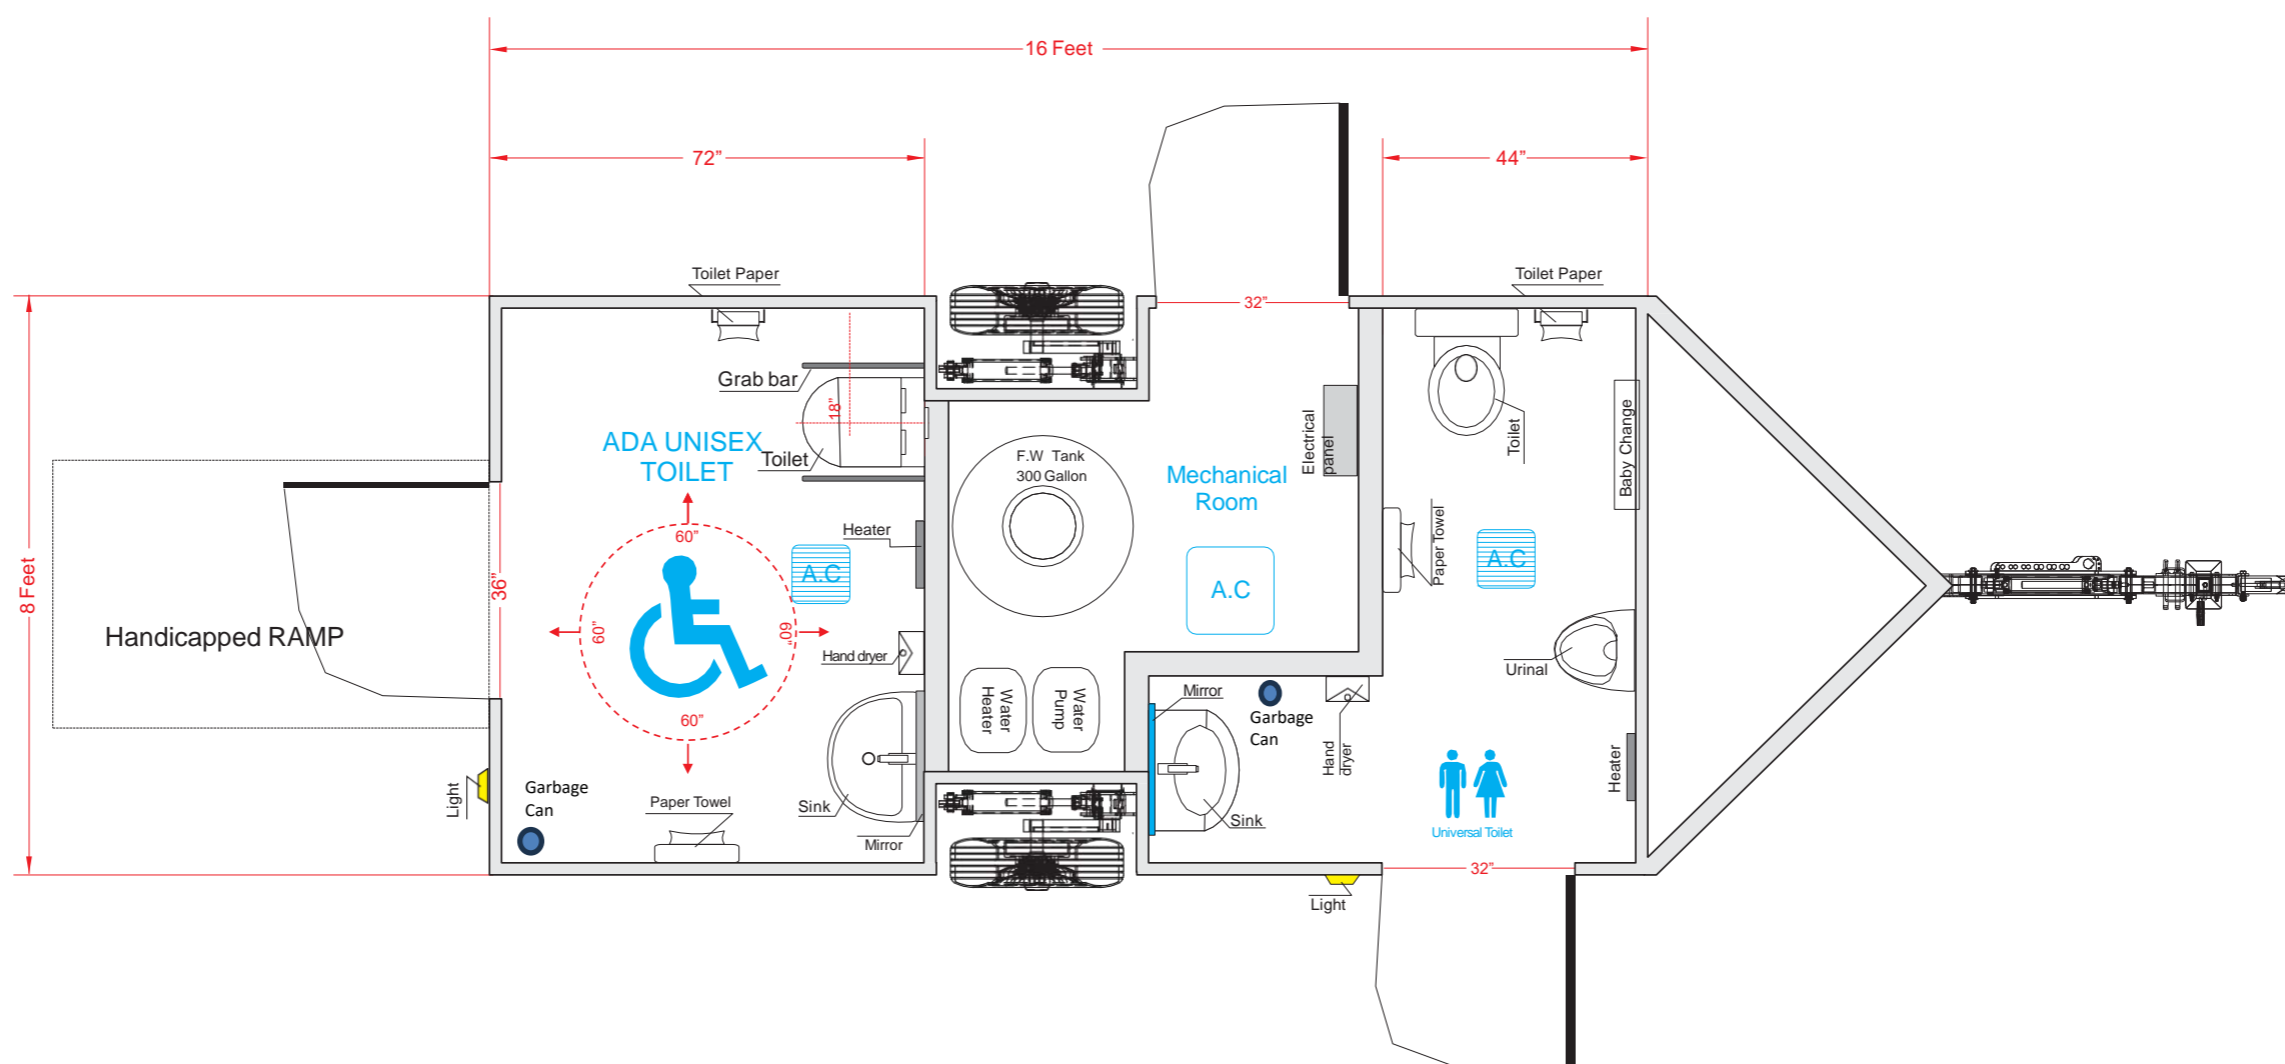 16 Feet
72”
44”
Toilet Paper
Toilet Paper
32”
Grab bar
18”
ADA UNISEX
TOILET
Toilet
F.W Tank
300 Gallon
Mechanical
Room
Electrical
panel
Toilet
Baby Change
60”
Heater
A.C
A.C
Paper Towel
A.C
8 Feet
36”
Handicapped RAMP
60”
60”
Hand dryer
Urinal
60”
Water
Heater
Water
Pump
Mirror
Garbage
Can
Hand
dryer
Heater
Light
Garbage
Can
Paper Towel
Sink
Mirror
Sink
Universal Toilet
32”
Light